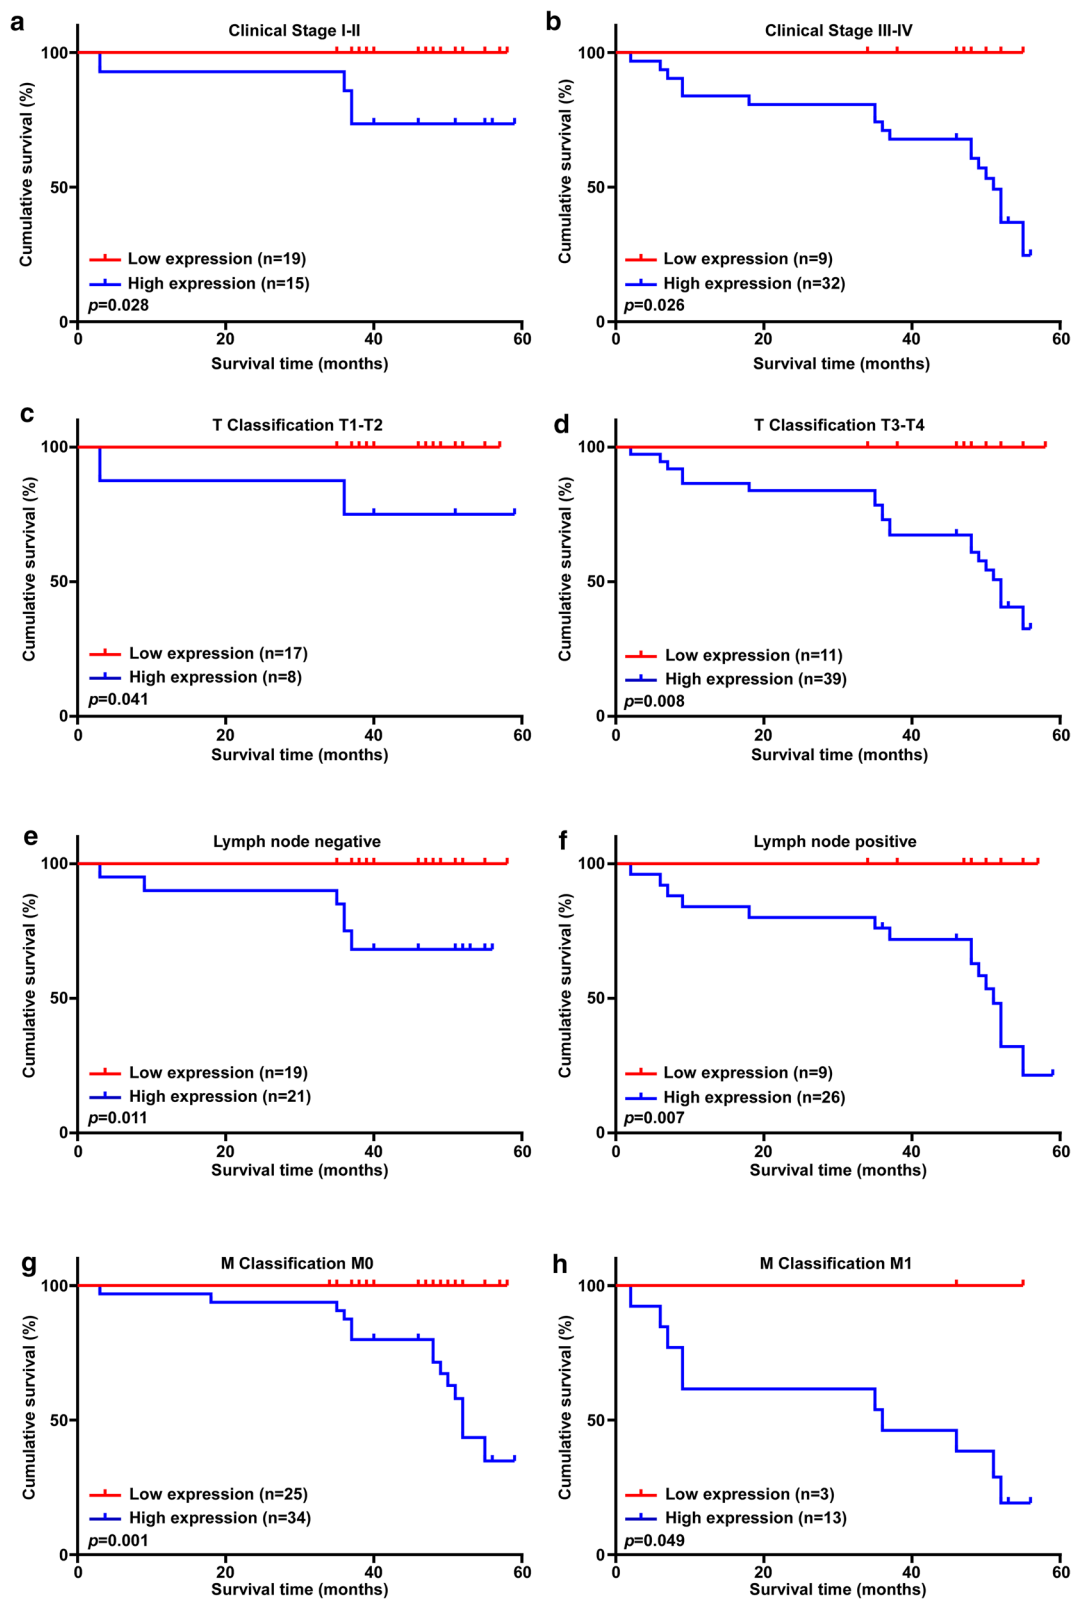 a
Clinical Stage I-II
Cumulative survival (%)
100
50
0
Low expression (n=19)
High expression (n=15)
p=0.028
0 20 40 60
Survival time (months)
b
Clinical Stage III-IV
Cumulative survival (%)
100
50
0
Low expression (n=9)
High expression (n=32)
p=0.026
0 20 40 60
Survival time (months)
c
T Classification T1-T2
Cumulative survival (%)
100
50
0
Low expression (n=17)
High expression (n=8)
p=0.041
0 20 40 60
Survival time (months)
d
T Classification T3-T4
Cumulative survival (%)
100
50
0
Low expression (n=11)
High expression (n=39)
p=0.008
0 20 40 60
Survival time (months)
e
Lymph node negative
Cumulative survival (%)
100
50
0
Low expression (n=19)
High expression (n=21)
p=0.011
0 20 40 60
Survival time (months)
f
Lymph node positive
Cumulative survival (%)
100
50
0
Low expression (n=9)
High expression (n=26)
p=0.007
0 20 40 60
Survival time (months)
g
M Classification M0
Cumulative survival (%)
100
50
0
Low expression (n=25)
High expression (n=34)
p=0.001
0 20 40 60
Survival time (months)
h
M Classification M1
Cumulative survival (%)
100
50
0
Low expression (n=3)
High expression (n=13)
p=0.049
0 20 40 60
Survival time (months)